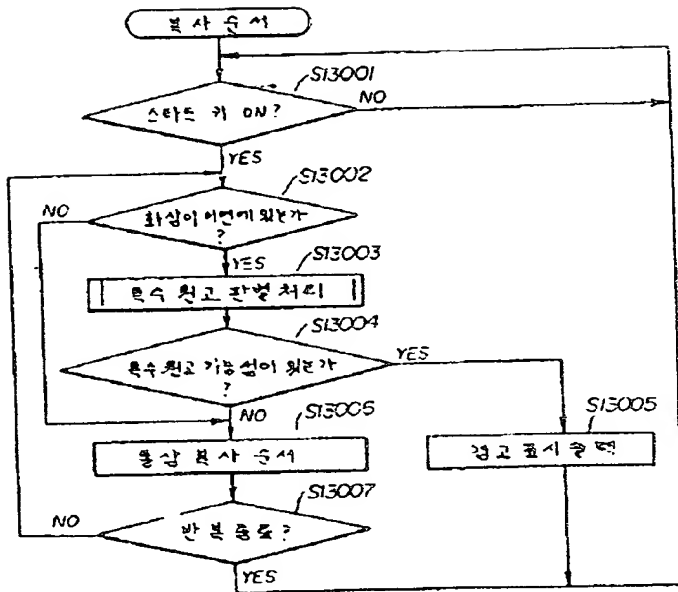 복사순서
S13001
스타트 키 ON?
NO
YES
S13002
NO
화상이 이면에 있는가
?
YES
S13003
특수 원고 판별 처리
S13004
특수 원고 가능성이 있는가
?
YES
NO
S13006
통상 복사 순서
S13005
경고 표시 출력
S13007
NO
반복 종료?
YES